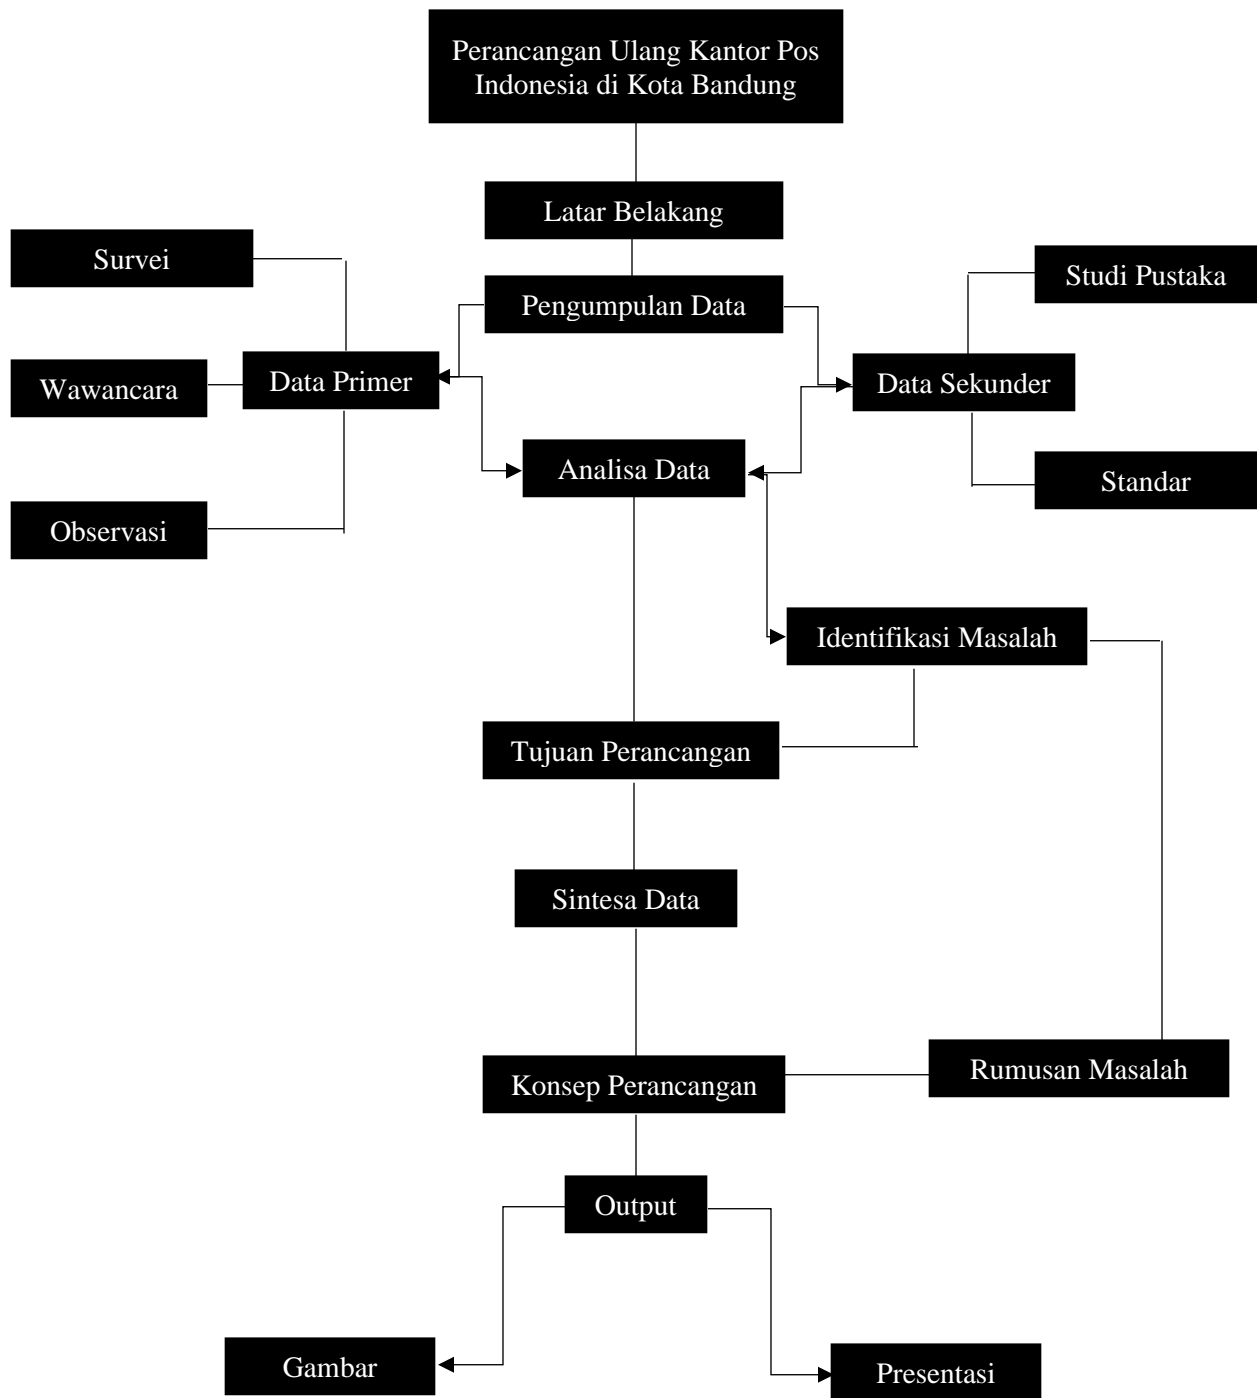 Perancangan Ulang Kantor Pos
Indonesia di Kota Bandung
Latar Belakang
Survei
Studi Pustaka
Pengumpulan Data
Wawancara
Data Primer
Data Sekunder
Analisa Data
Standar
Observasi
Identifikasi Masalah
Tujuan Perancangan
Sintesa Data
Konsep Perancangan
Rumusan Masalah
Output
Gambar
Presentasi